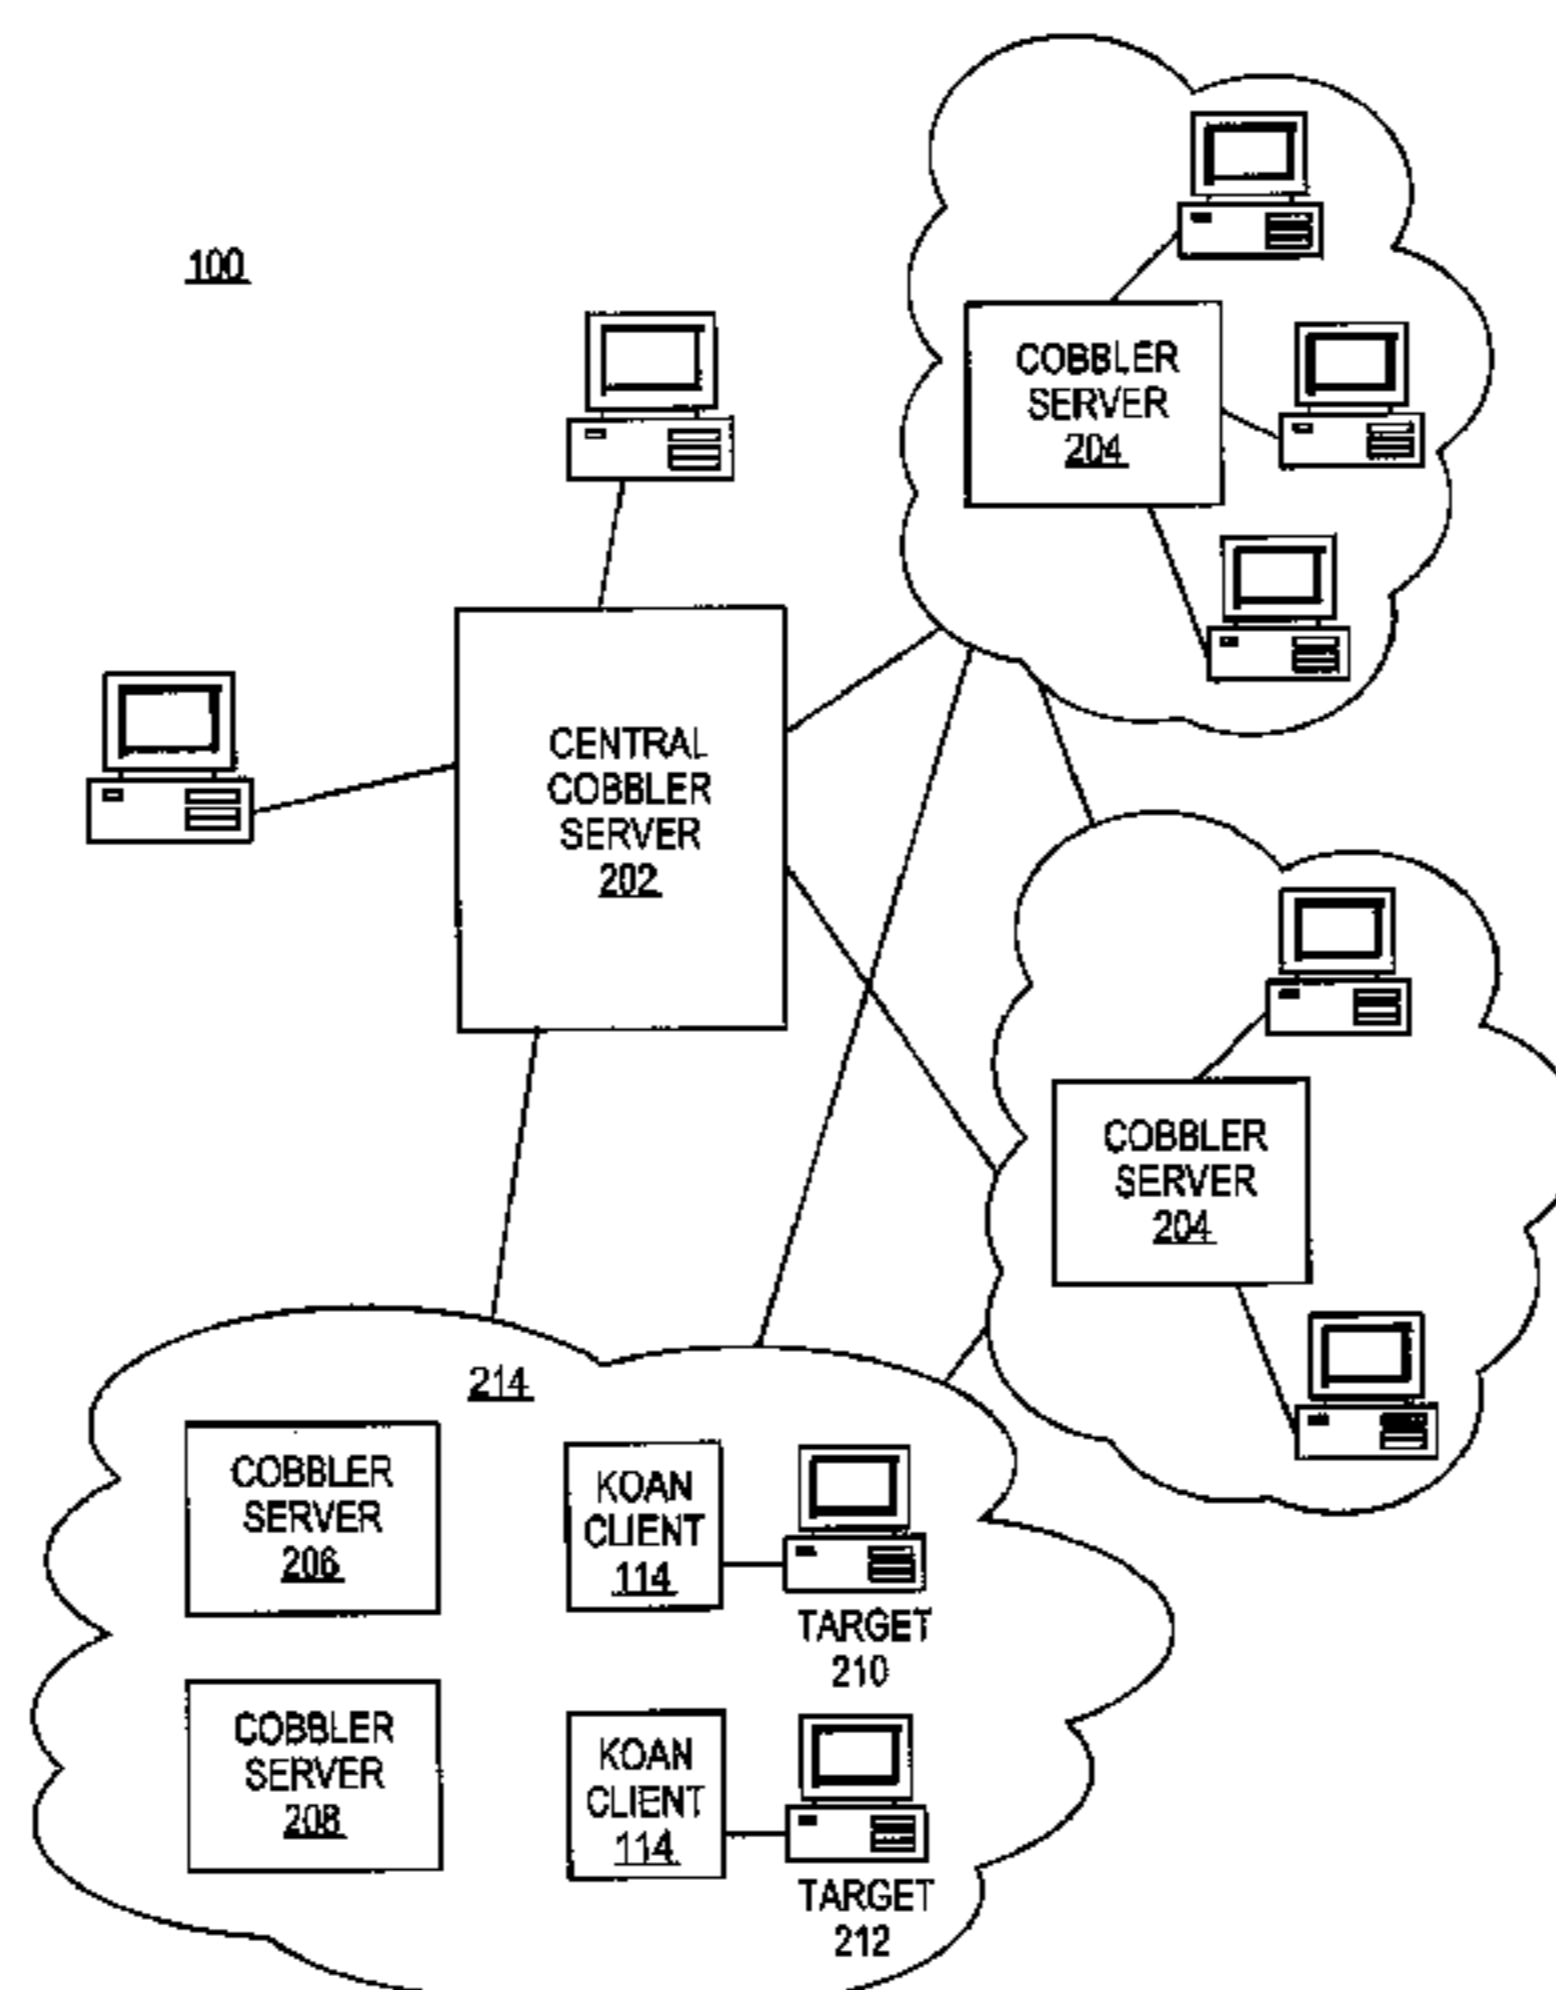 100
COBBLER
SERVER
204
CENTRAL
COBBLER
SERVER
202
COBBLER
SERVER
204
214
COBBLER
SERVER
206
KOAN
CLIENT
114
TARGET
210
COBBLER
SERVER
208
KOAN
CLIENT
114
TARGET
212